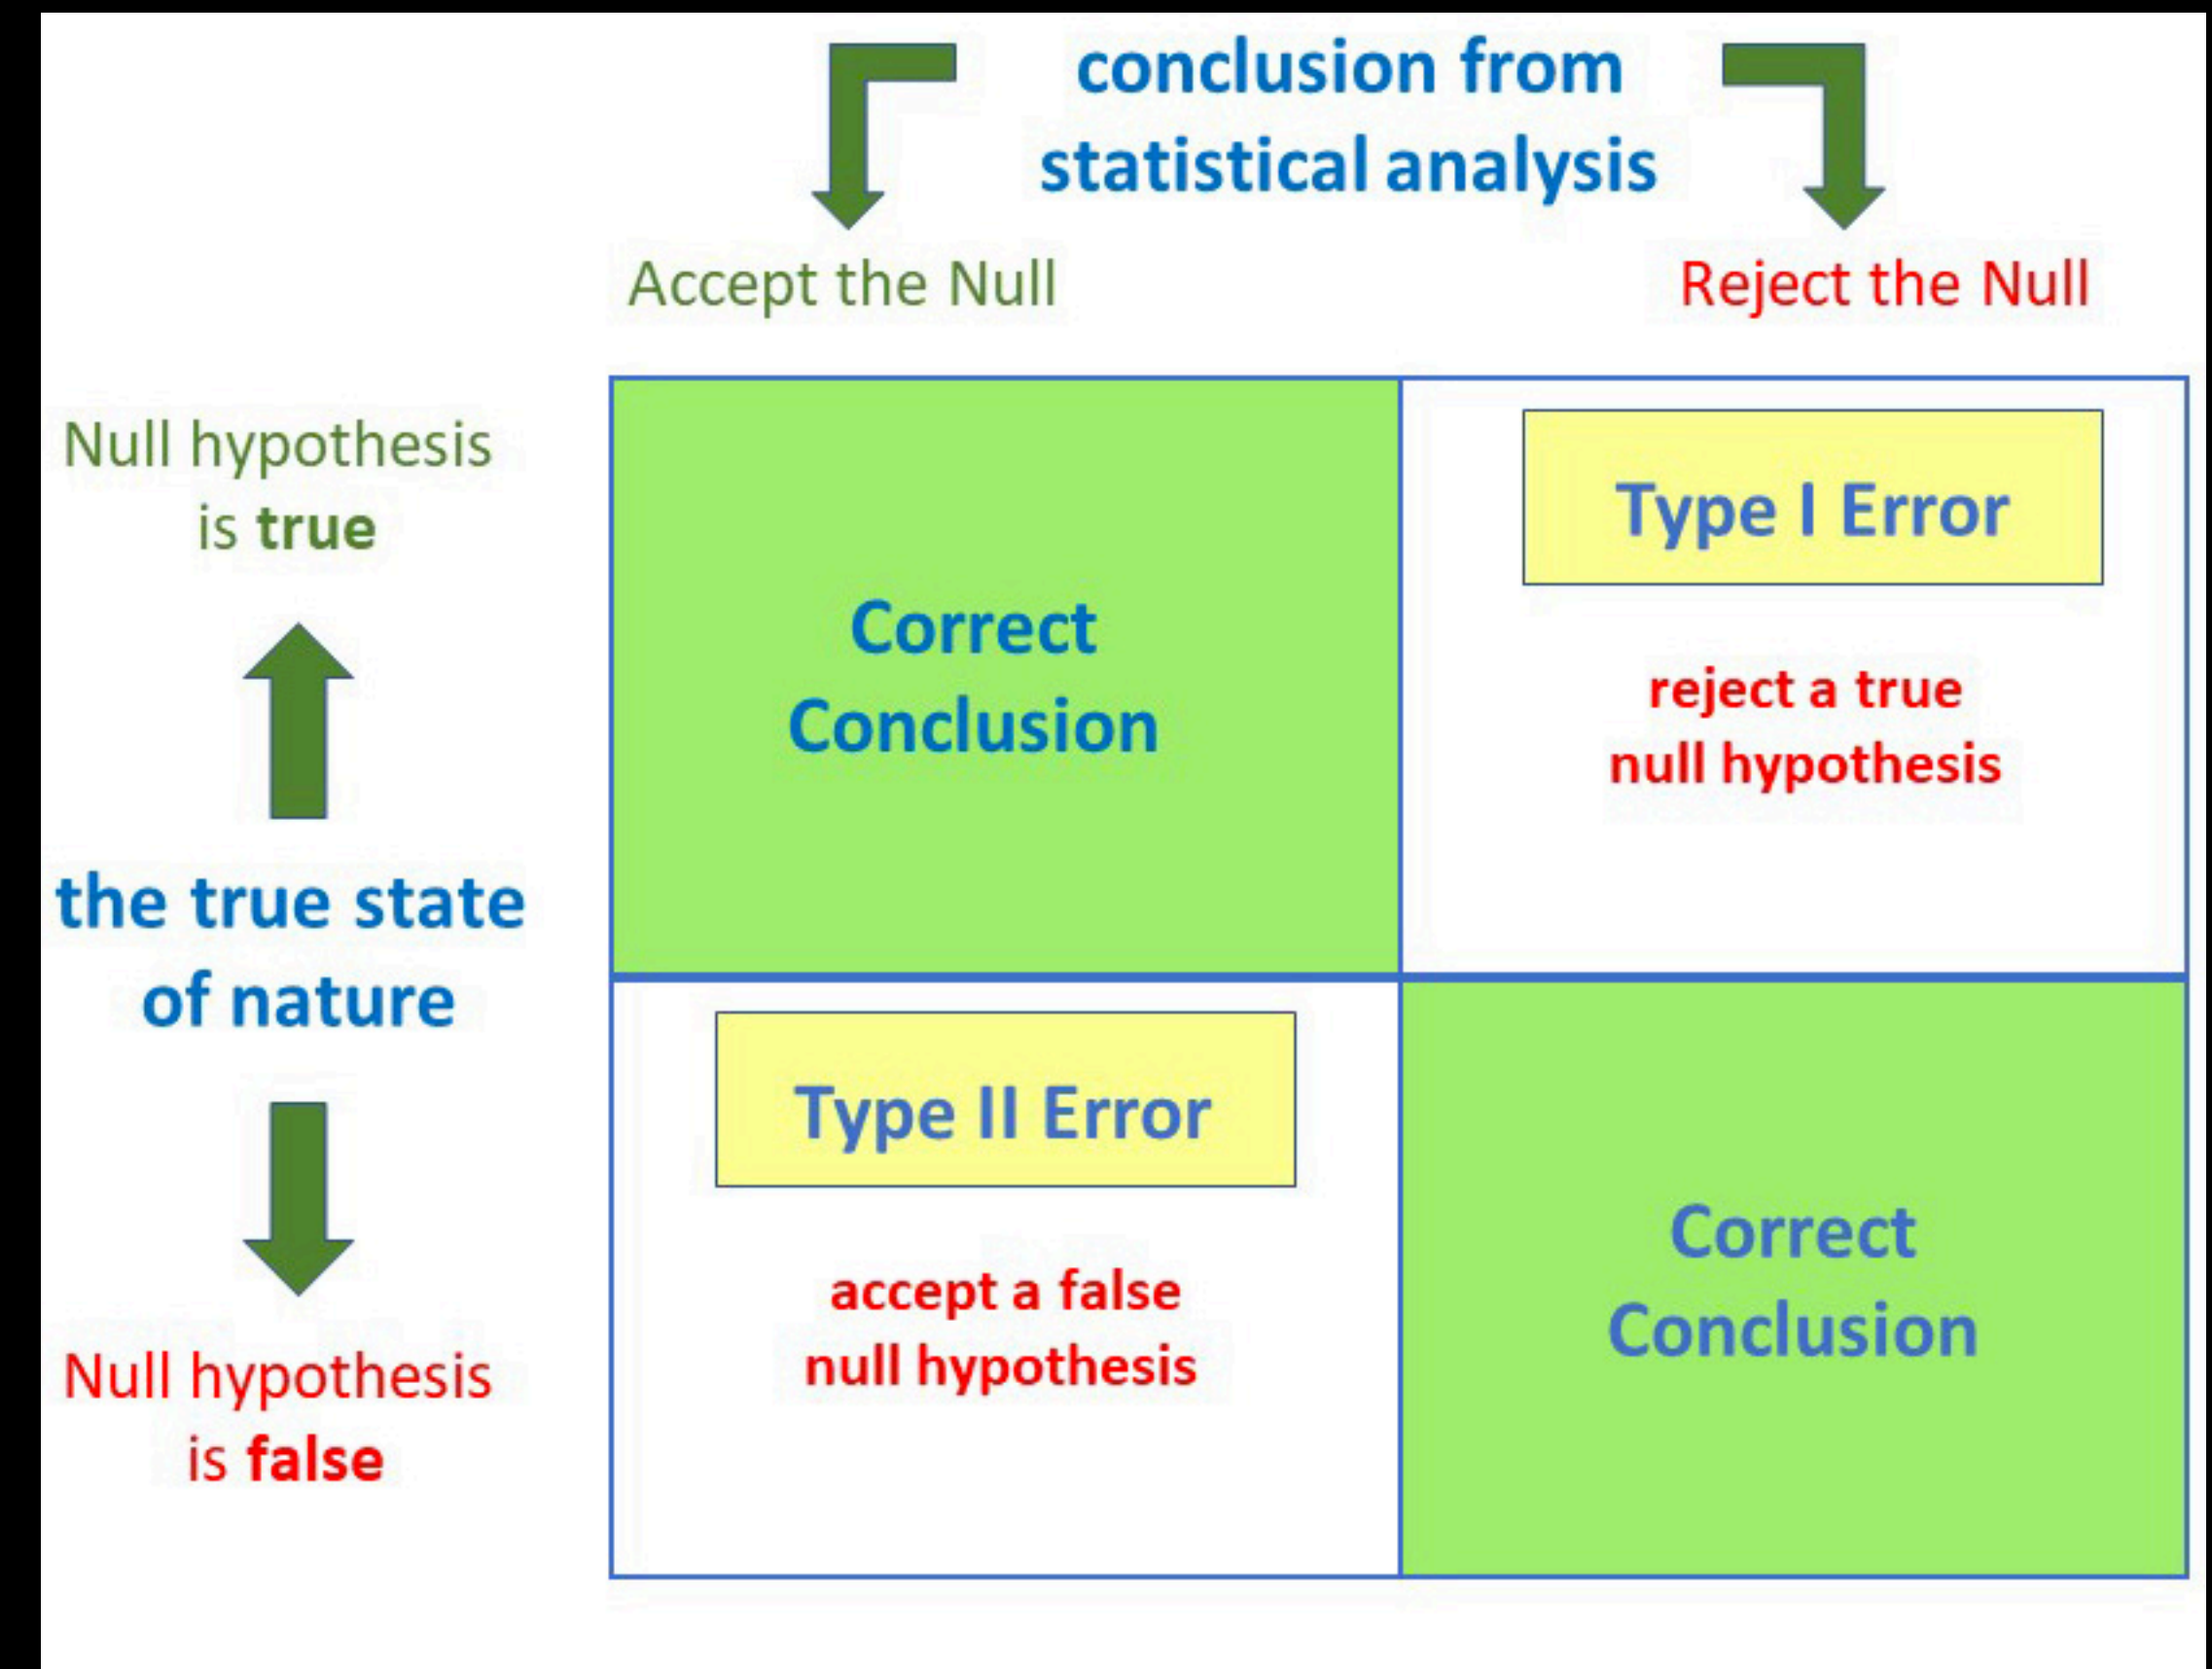 conclusion from
statistical analysis
Accept the Null
Reject the Null
Null hypothesis
is true
the true state
of nature
Null hypothesis
is false
Correct
Conclusion
Type I Error
reject a true
null hypothesis
Type II Error
accept a false
null hypothesis
Correct
Conclusion